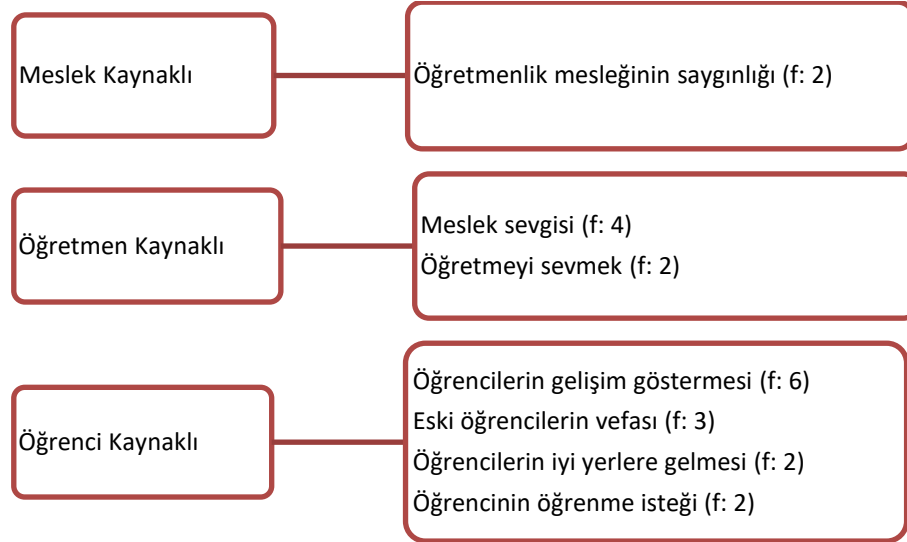 Meslek Kaynaklı
Öğretmenlik mesleğinin saygınlığı (f: 2)
Öğretmen Kaynaklı
Meslek sevgisi (f: 4)
Öğretmeyi sevmek (f: 2)
Öğrenci Kaynaklı
Öğrencilerin gelişim göstermesi (f: 6)
Eski öğrencilerin vefası (f: 3)
Öğrencilerin iyi yerlere gelmesi (f: 2)
Öğrencinin öğrenme isteği (f: 2)